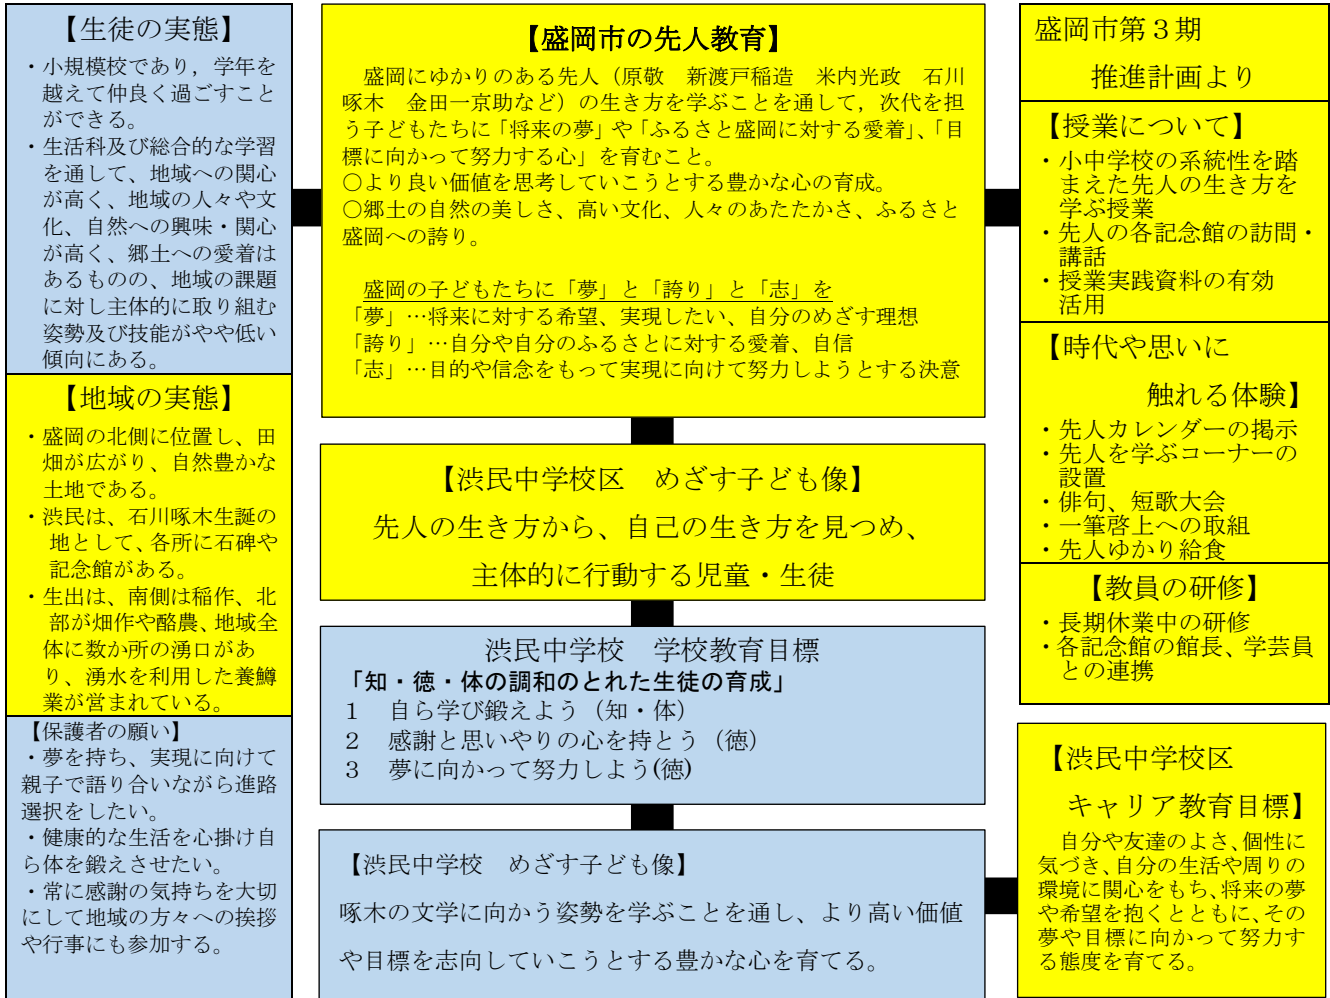 【生徒の実態】
・小規模校であり，学年を
越えて仲良く過ごすこと
ができる。
・生活科及び総合的な学習
を通して、地域への関心
が高く、地域の人々や文
化、自然への興味・関心
が高く、郷土への愛着は
あるものの、地域の課題
に対し主体的に取り組む
姿勢及び技能がやや低い
傾向にある。
【地域の実態】
・盛岡の北側に位置し、田
畑が広がり、自然豊かな
土地である。
・渋民は、石川啄木生誕の
地として、各所に石碑や
記念館がある。
・生出は、南側は稲作、北
部が畑作や酪農、地域全
体に数か所の湧口があ
り、湧水を利用した養鱒
業が営まれている。
【保護者の願い】
・夢を持ち、実現に向けて
親子で語り合いながら進路
選択をしたい。
・健康的な生活を心掛け自
ら体を鍛えさせたい。
・常に感謝の気持ちを大切
にして地域の方々への挨拶
や行事にも参加する。
【盛岡市の先人教育】
盛岡にゆかりのある先人（原敬　新渡戸稲造　米内光政　石川
啄木　金田一京助など）の生き方を学ぶことを通して，次代を担
う子どもたちに「将来の夢」や「ふるさと盛岡に対する愛着」、「目
標に向かって努力する心」を育むこと。
○より良い価値を思考していこうとする豊かな心の育成。
○郷土の自然の美しさ、高い文化、人々のあたたかさ、ふるさと
盛岡への誇り。
盛岡の子どもたちに「夢」と「誇り」と「志」を
「夢」…将来に対する希望、実現したい、自分のめざす理想
「誇り」…自分や自分のふるさとに対する愛着、自信
「志」…目的や信念をもって実現に向けて努力しようとする決意
【渋民中学校区　めざす子ども像】
先人の生き方から、自己の生き方を見つめ、
主体的に行動する児童・生徒
渋民中学校　学校教育目標
「知・徳・体の調和のとれた生徒の育成」
１　自ら学び鍛えよう（知・体）
２　感謝と思いやりの心を持とう（徳）
３　夢に向かって努力しよう(徳)
【渋民中学校　めざす子ども像】
啄木の文学に向かう姿勢を学ぶことを通し、より高い価値
や目標を志向していこうとする豊かな心を育てる。
盛岡市第３期
推進計画より
【授業について】
・小中学校の系統性を踏
まえた先人の生き方を
学ぶ授業
・先人の各記念館の訪問・
講話
・授業実践資料の有効
活用
【時代や思いに
触れる体験】
・先人カレンダーの掲示
・先人を学ぶコーナーの
設置
・俳句、短歌大会
・一筆啓上への取組
・先人ゆかり給食
【教員の研修】
・長期休業中の研修
・各記念館の館長、学芸員
との連携
【渋民中学校区
キャリア教育目標】
自分や友達のよさ、個性に
気づき、自分の生活や周りの
環境に関心をもち、将来の夢
や希望を抱くとともに、その
夢や目標に向かって努力す
る態度を育てる。